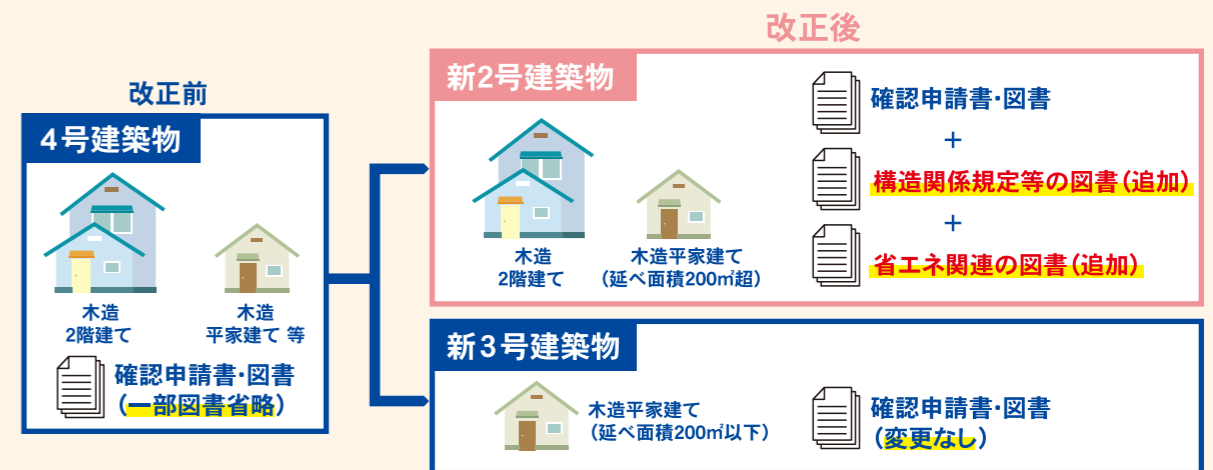 改正前
4号建築物
木造
2階建て
木造
平家建て 等
確認申請書・図書
(一部図書省略)
改正後
新2号建築物
木造
2階建て
木造平家建て
(延べ面積200㎡超)
確認申請書・図書
+
構造関係規定等の図書(追加)
+
省エネ関連の図書(追加)
新3号建築物
木造平家建て
(延べ面積200㎡以下)
確認申請書・図書
(変更なし)